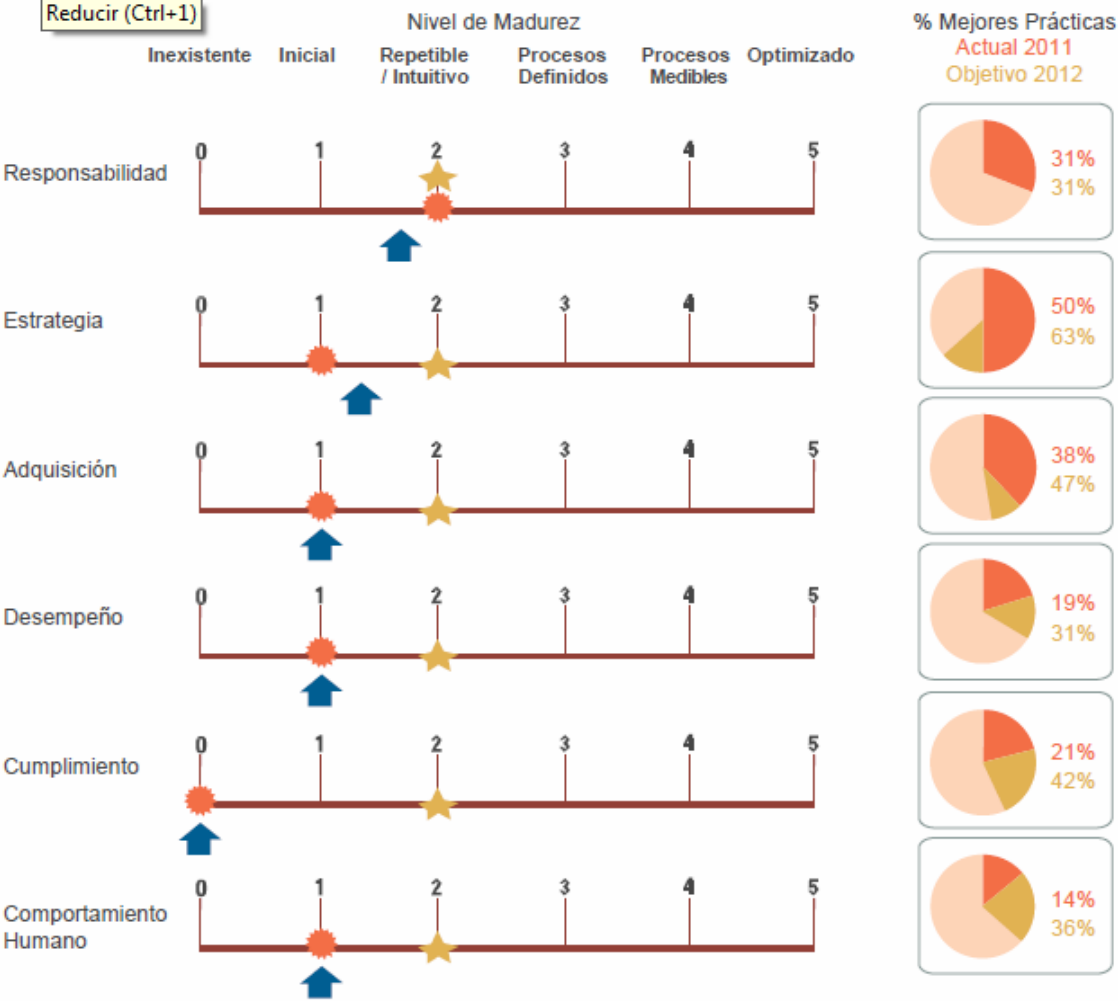 Reducir (Ctrl+1)
Nivel de Madurez
% Mejores Prácticas
Actual 2011
Objetivo 2012
Inexistente Inicial Repetible / Intuitivo Procesos Definidos Procesos Medibles Optimizado
Responsabilidad
0 1 2 3 4 5
31%
31%
Estrategia
0 1 2 3 4 5
50%
63%
Adquisición
0 1 2 3 4 5
38%
47%
Desempeño
0 1 2 3 4 5
19%
31%
Cumplimiento
0 1 2 3 4 5
21%
42%
Comportamiento
Humano
0 1 2 3 4 5
14%
36%